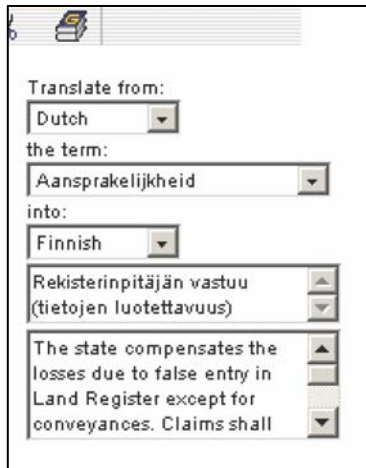 Translate from:
Dutch
the term:
Aansprakelijkheid
into:
Finnish
Rekisterinpitäjän vastuu
(tietojen luotettavuus)
The state compensates the
losses due to false entry in
Land Register except for
conveyances. Claims shall